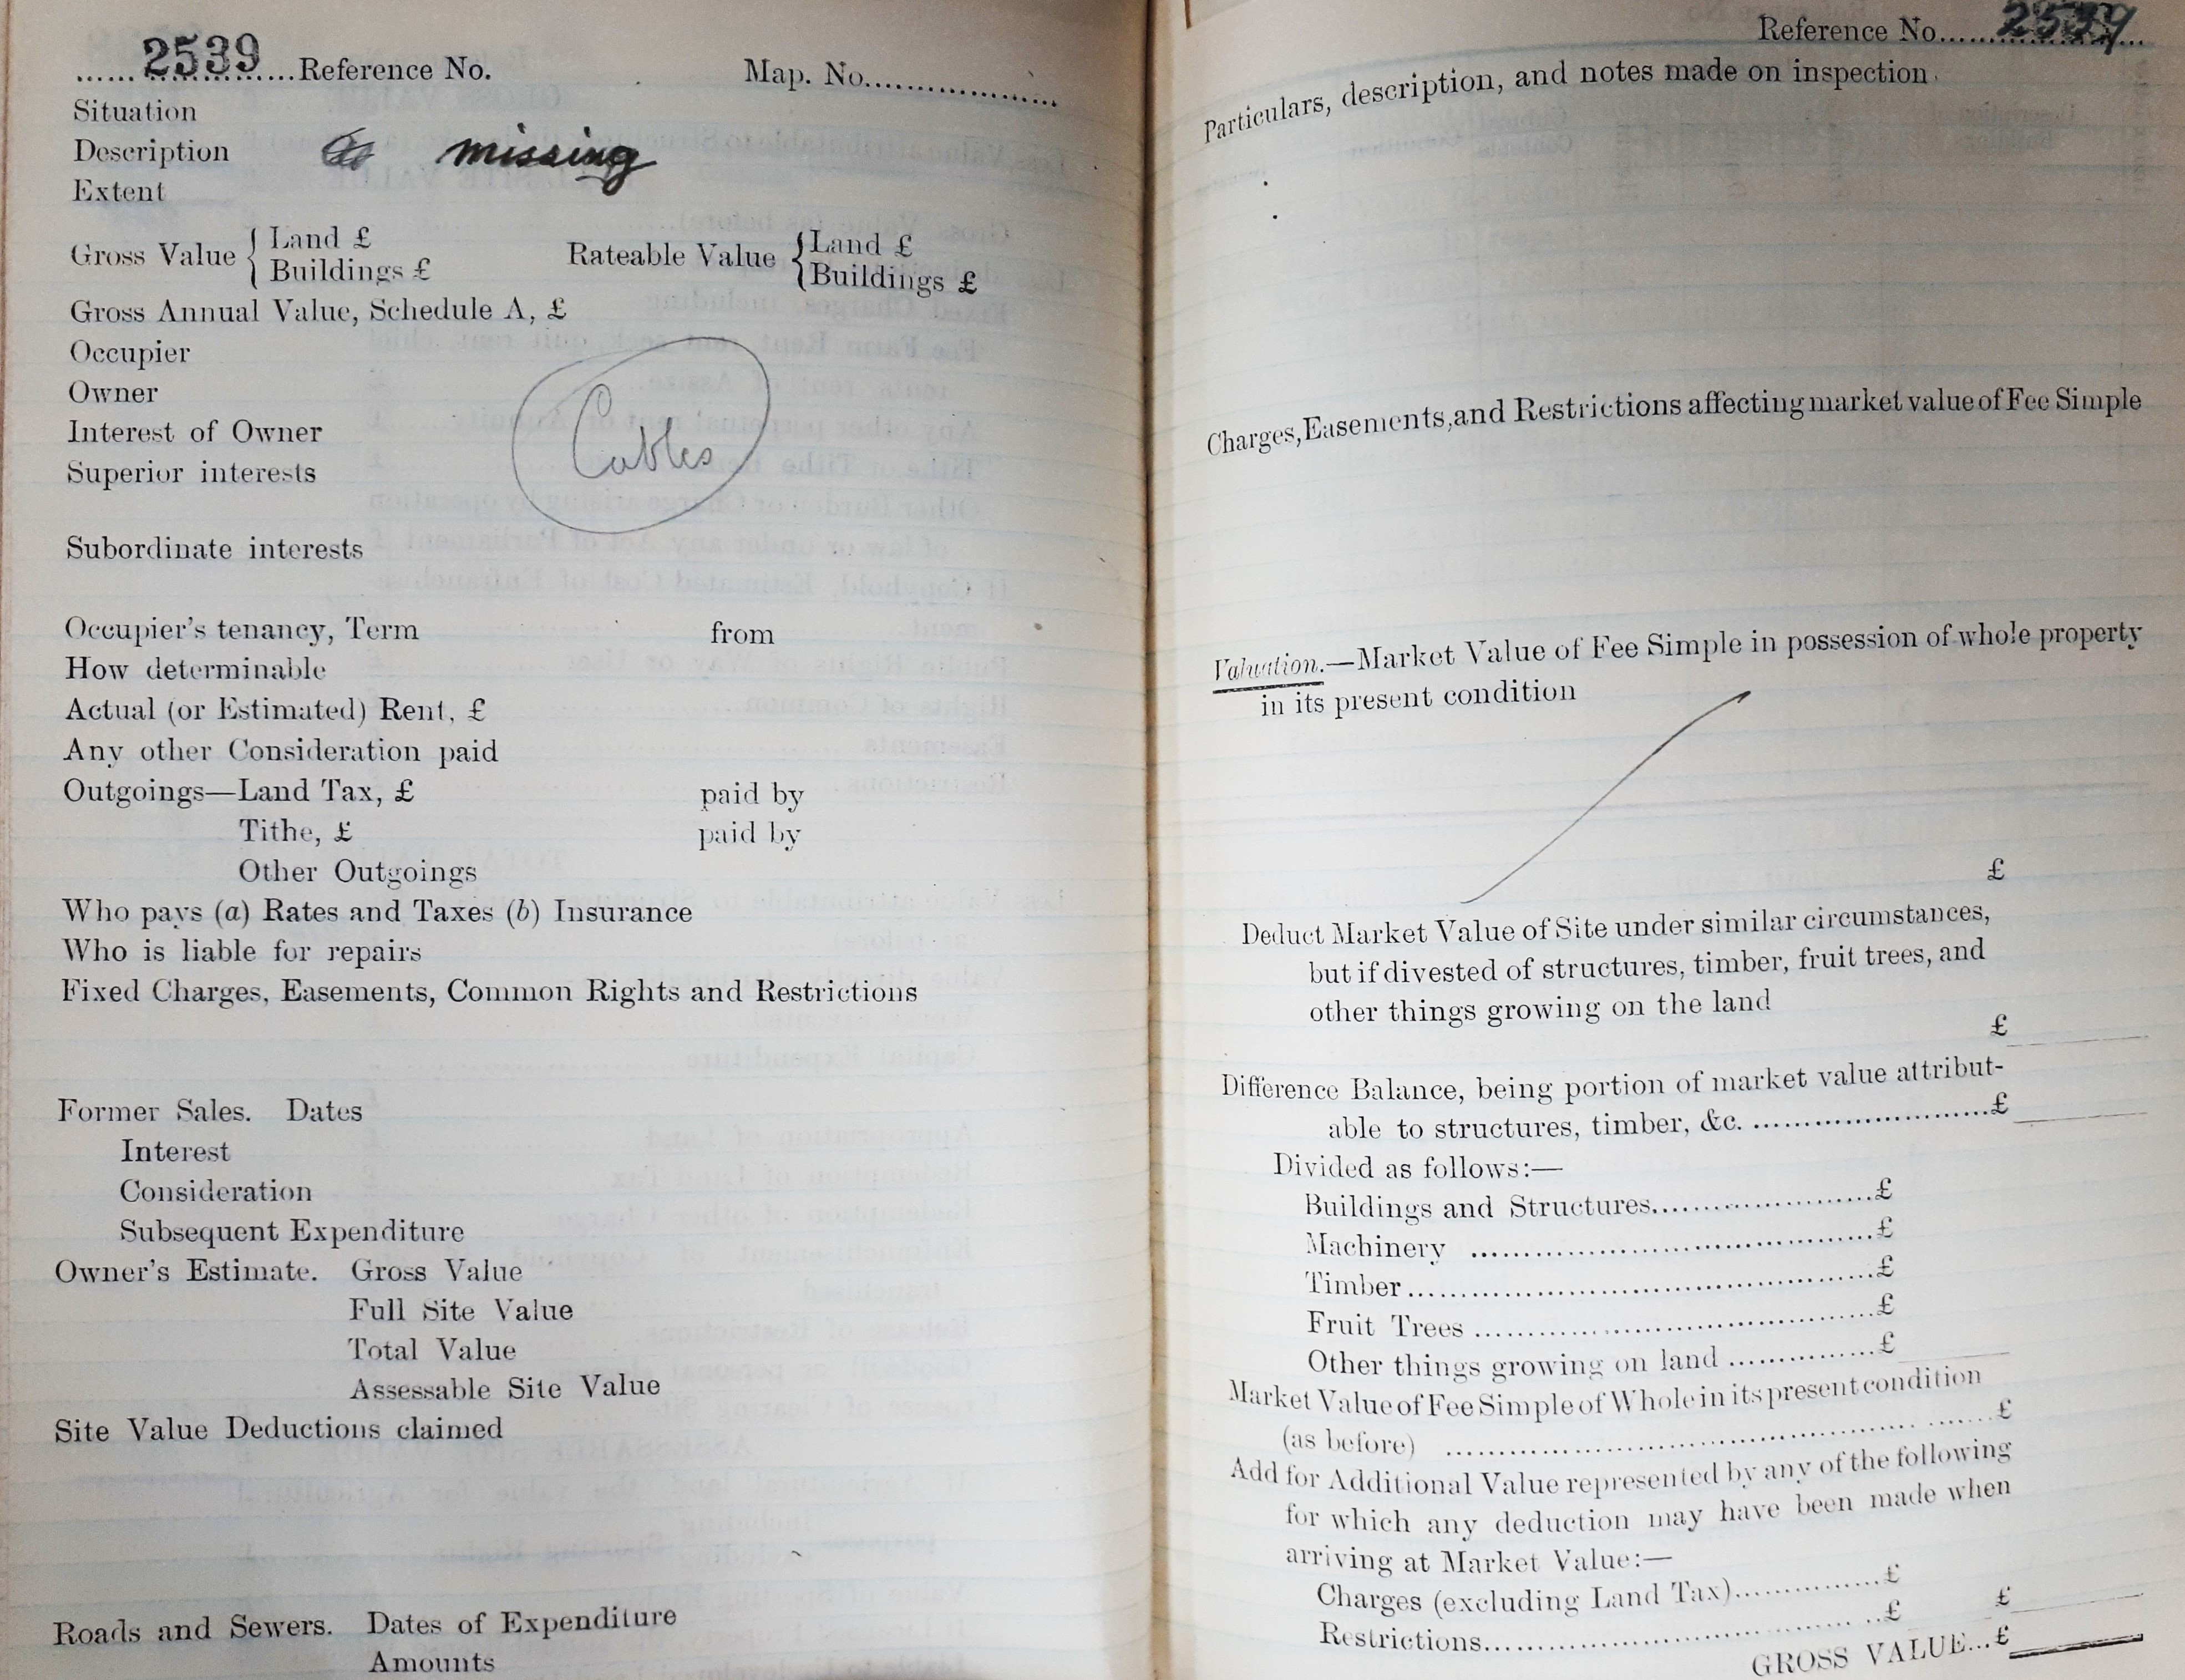 ......2539......Reference No. Map. No....................
Situation
Description missing
Extent
Gross Value { Land £ Rateable Value { Land £
Buildings £ Buildings £
Gross Annual Value, Schedule A, £
Occupier
Owner
Interest of Owner
Cables
Superior interests
Subordinate interests
Occupier's tenancy, Term from
How determinable
Actual (or Estimated) Rent, £
Any other Consideration paid
Outgoings—Land Tax, £ paid by
Tithe, £ paid by
Other Outgoings
Who pays (a) Rates and Taxes (b) Insurance
Who is liable for repairs
Fixed Charges, Easements, Common Rights and Restrictions
Former Sales. Dates
Interest
Consideration
Subsequent Expenditure
Owner's Estimate. Gross Value
Full Site Value
Total Value
Assessable Site Value
Site Value Deductions claimed
Roads and Sewers. Dates of Expenditure
Amounts
Reference No......2539......
Particulars, description, and notes made on inspection
Charges, Easements, and Restrictions affecting market value of Fee Simple
Valuation.—Market Value of Fee Simple in possession of whole property
in its present condition
£
Deduct Market Value of Site under similar circumstances,
but if divested of structures, timber, fruit trees, and
other things growing on the land
£
Difference Balance, being portion of market value attribut-
able to structures, timber, &c. ........................£
Divided as follows:—
Buildings and Structures......................£
Machinery ........................................£
Timber..............................................£
Fruit Trees ........................................£
Other things growing on land ...............£
Market Value of Fee Simple of Whole in its present condition
(as before) ..................................................£
Add for Additional Value represented by any of the following
for which any deduction may have been made when
arriving at Market Value:—
Charges (excluding Land Tax)...............£
Restrictions......................................£ £
GROSS VALUE...£